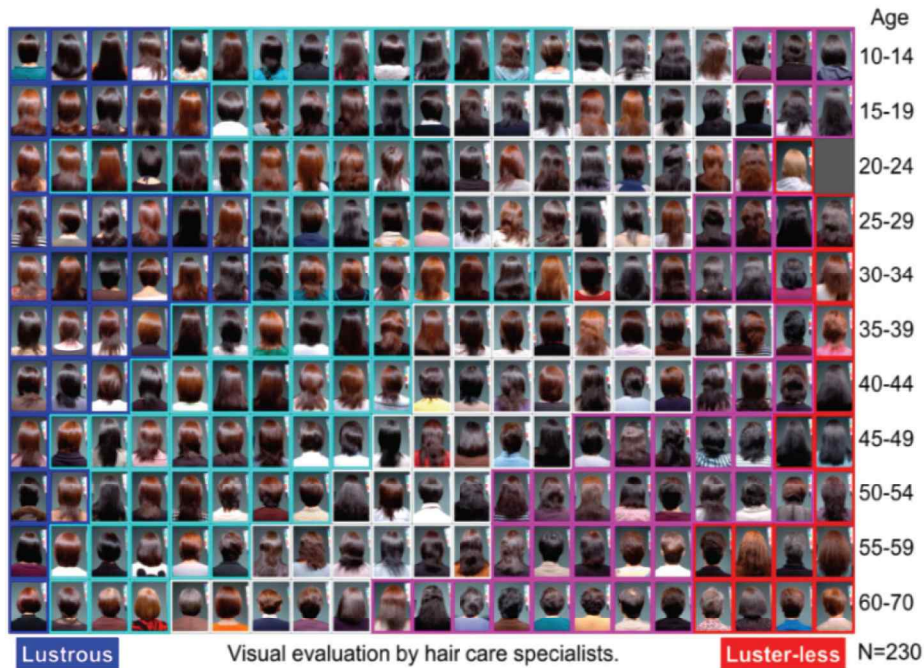 Age
10-14
15-19
20-24
25-29
30-34
35-39
40-44
45-49
50-54
55-59
60-70
Lustrous
Visual evaluation by hair care specialists.
Luster-less
N=230